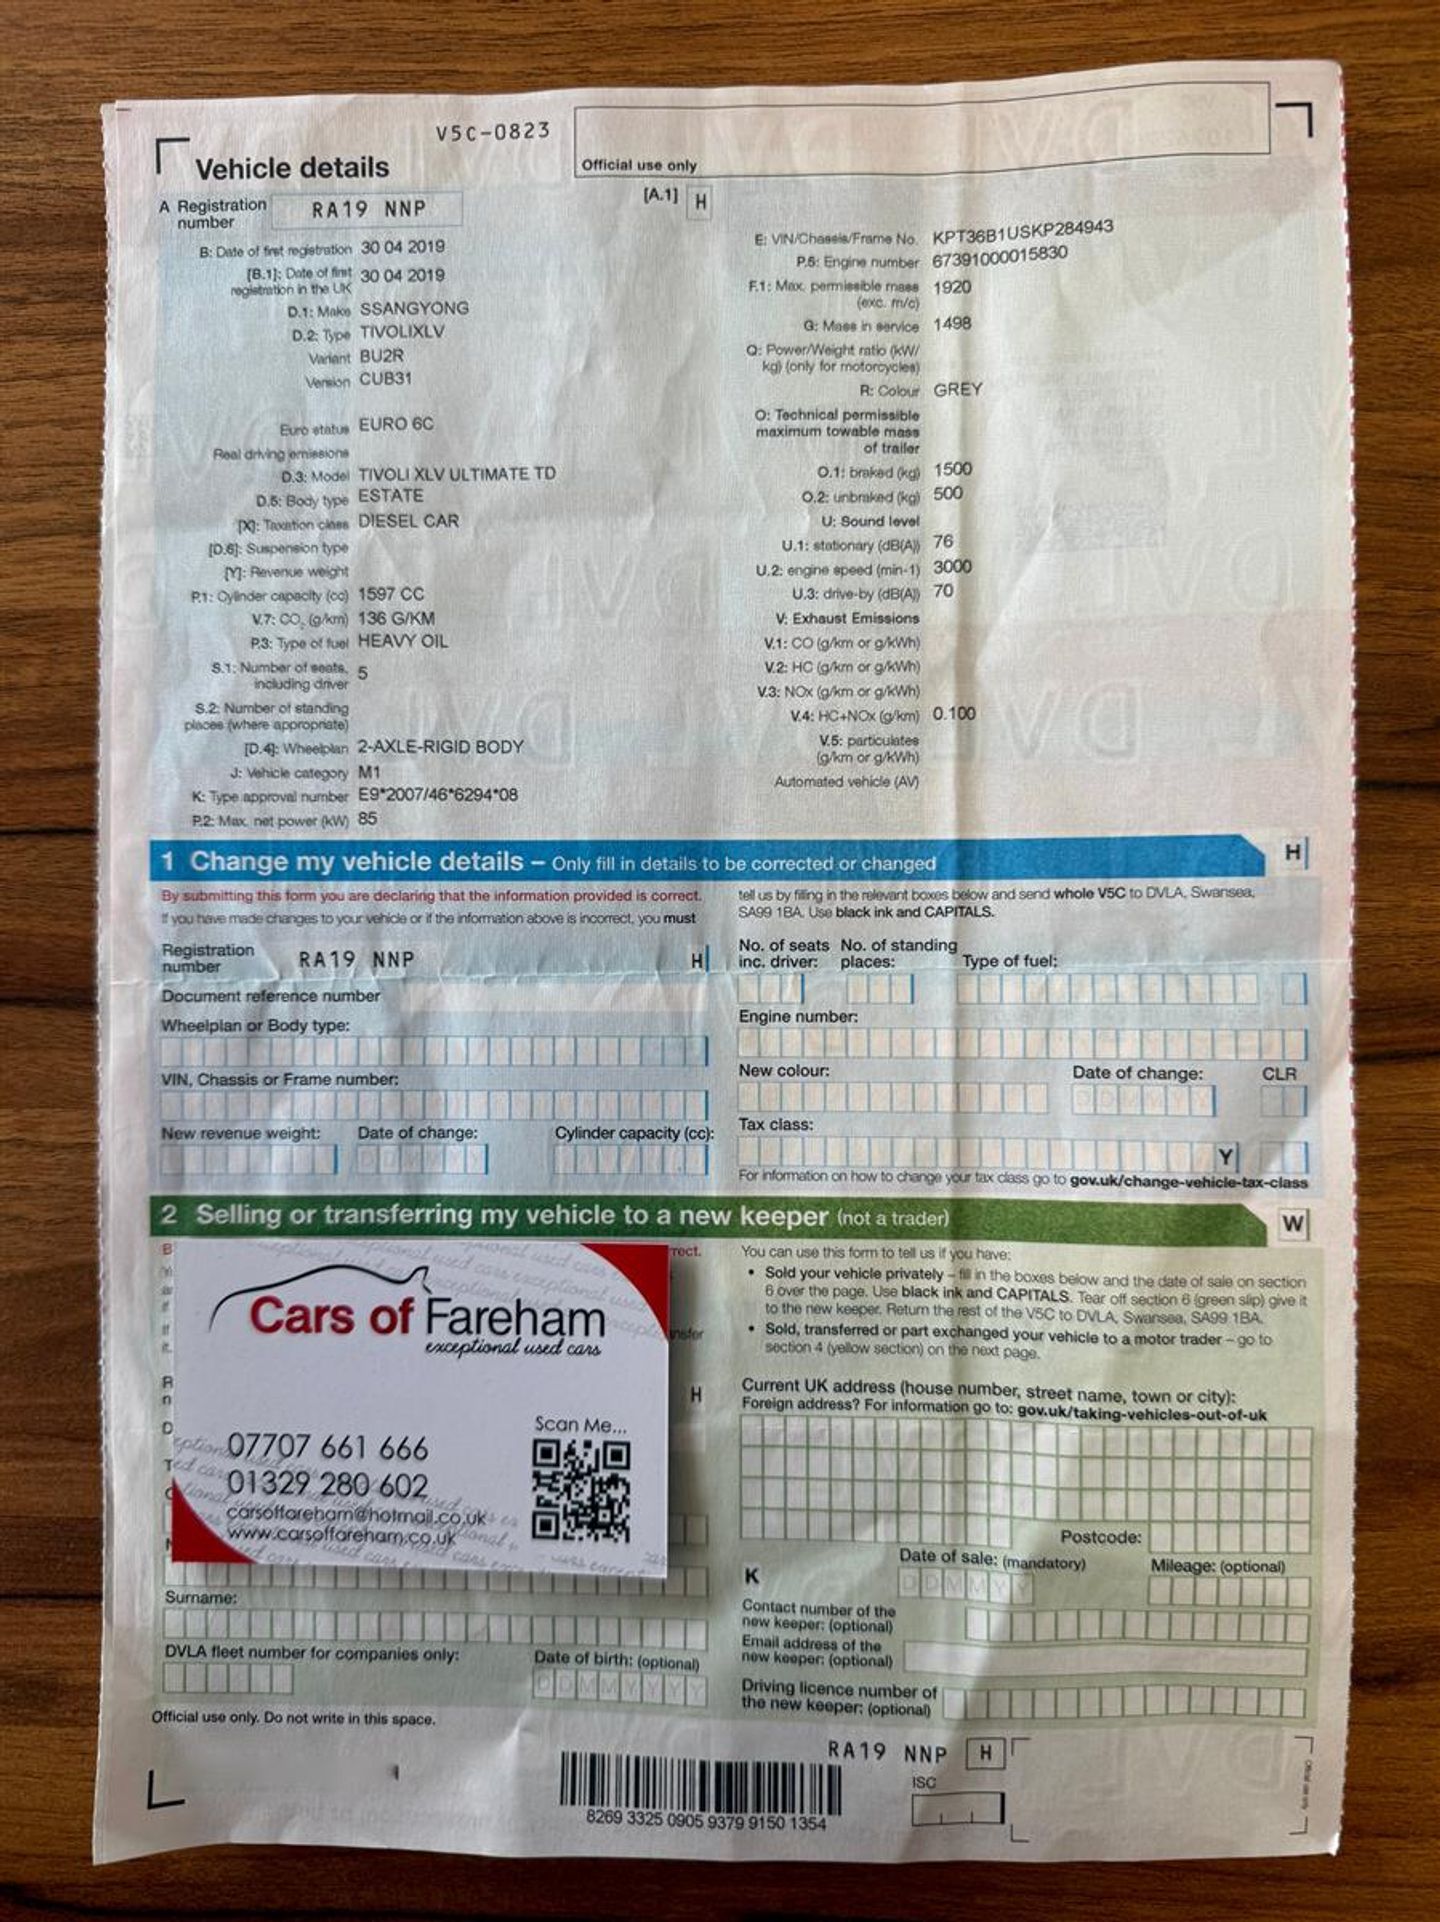 V5C-0823
Official use only
Vehicle details
A Registration number RA19 NNP [A.1] H
B: Date of first registration 30 04 2019
[B.1]: Date of first registration in the UK 30 04 2019
D.1: Make SSANGYONG
D.2: Type TIVOLIXLV
Variant BU2R
Version CUB31
Euro status EURO 6C
Real driving emissions
D.3: Model TIVOLI XLV ULTIMATE TD
D.5: Body type ESTATE
[X]: Taxation class DIESEL CAR
[D.6]: Suspension type
[Y]: Revenue weight
P.1: Cylinder capacity (cc) 1597 CC
V.7: CO2 (g/km) 136 G/KM
P.3: Type of fuel HEAVY OIL
S.1: Number of seats, including driver 5
S.2: Number of standing places (where appropriate)
[D.4]: Wheelplan 2-AXLE-RIGID BODY
J: Vehicle category M1
K: Type approval number E9*2007/46*6294*08
P.2: Max. net power (kW) 85
E: VIN/Chassis/Frame No. KPT36B1USKP284943
P.5: Engine number 67391000015830
F.1: Max. permissible mass (exc. m/c) 1920
G: Mass in service 1498
Q: Power/Weight ratio (kW/kg) (only for motorcycles)
R: Colour GREY
O: Technical permissible maximum towable mass of trailer
O.1: braked (kg) 1500
O.2: unbraked (kg) 500
U: Sound level
U.1: stationary (dB(A)) 76
U.2: engine speed (min-1) 3000
U.3: drive-by (dB(A)) 70
V: Exhaust Emissions
V.1: CO (g/km or g/kWh)
V.2: HC (g/km or g/kWh)
V.3: NOx (g/km or g/kWh)
V.4: HC+NOx (g/km) 0.100
V.5: particulates (g/km or g/kWh)
Automated vehicle (AV)
1 Change my vehicle details – Only fill in details to be corrected or changed H
By submitting this form you are declaring that the information provided is correct.
If you have made changes to your vehicle or if the information above is incorrect, you must
tell us by filling in the relevant boxes below and send whole V5C to DVLA, Swansea,
SA99 1BA. Use black ink and CAPITALS.
Registration number RA19 NNP H
Document reference number
Wheelplan or Body type:
VIN, Chassis or Frame number:
New revenue weight: Date of change: Cylinder capacity (cc):
No. of seats inc. driver: No. of standing places: Type of fuel:
Engine number:
New colour: Date of change: CLR
DDMMYY
Tax class:
Y
For information on how to change your tax class go to gov.uk/change-vehicle-tax-class
2 Selling or transferring my vehicle to a new keeper (not a trader) W
Cars of Fareham
exceptional used cars
Scan Me...
07707 661 666
01329 280 602
carsoffareham@hotmail.co.uk
www.carsoffareham.co.uk
H
Surname:
DVLA fleet number for companies only: Date of birth: (optional)
DDMMYYYY
Official use only. Do not write in this space.
You can use this form to tell us if you have:
• Sold your vehicle privately – fill in the boxes below and the date of sale on section
6 over the page. Use black ink and CAPITALS. Tear off section 6 (green slip) give it
to the new keeper. Return the rest of the V5C to DVLA, Swansea, SA99 1BA.
• Sold, transferred or part exchanged your vehicle to a motor trader – go to
section 4 (yellow section) on the next page.
Current UK address (house number, street name, town or city):
Foreign address? For information go to: gov.uk/taking-vehicles-out-of-uk
Postcode:
K Date of sale: (mandatory) Mileage: (optional)
DDMMYY
Contact number of the new keeper: (optional)
Email address of the new keeper: (optional)
Driving licence number of the new keeper: (optional)
RA19 NNP H
ISC
Official use only
8269 3325 0905 9379 9150 1354